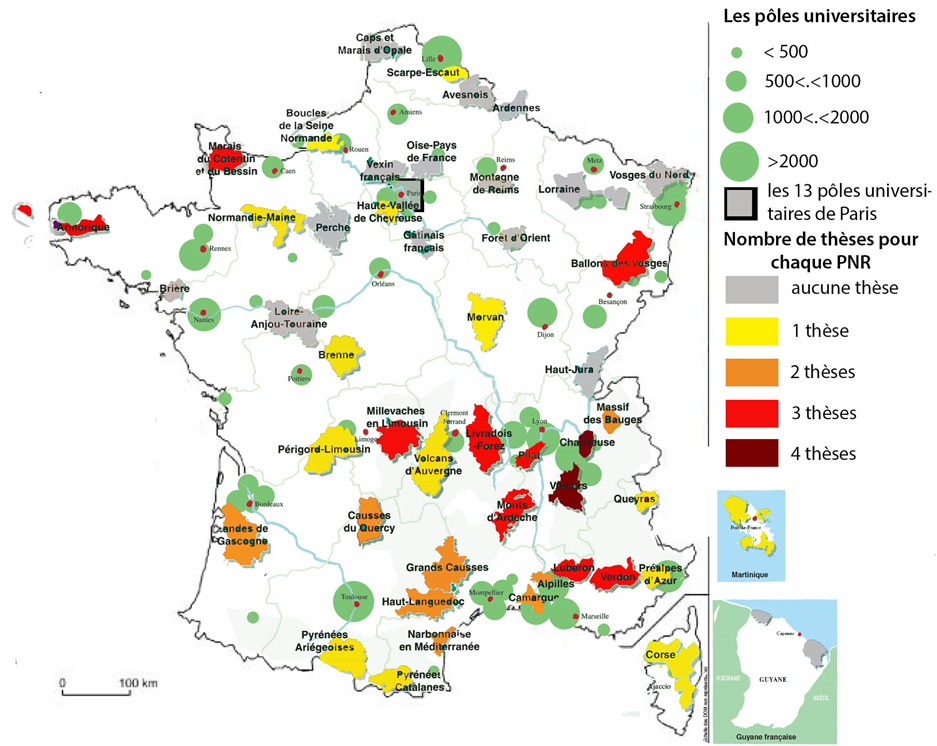 Les pôles universitaires
< 500
500<.<1000
1000<.<2000
>2000
les 13 pôles universi-
taires de Paris
Nombre de thèses pour
chaque PNR
aucune thèse
1 thèse
2 thèses
3 thèses
4 thèses
Caps et
Marais d'Opale
Lille
Scarpe-Escaut
Avesnois
Ardennes
Amiens
Boucles
de la Seine
Normande
Rouen
Oise-Pays
de France
Vexin
français
Paris
Haute-Vallée
de Chevreuse
Gâtinais
français
Reims
Montagne
de Reims
Metz
Lorraine
Vosges du Nord
Strasbourg
Marais
du Cotentin
et du Bessin
Caen
Normandie-Maine
Perche
Forêt d'Orient
Ballons des Vosges
Armorique
Rennes
Brière
Nantes
Loire-
Anjou-Touraine
Orléans
Besançon
Dijon
Morvan
Brenne
Poitiers
Haut-Jura
Massif
des Bauges
Millevaches
en Limousin
Limoges
Clermont
Ferrand
Livradois
-Forez
Lyon
Pilat
Chartreuse
Périgord-Limousin
Volcans
d'Auvergne
Vercors
Queyras
Bordeaux
Landes de
Gascogne
Causses
du Quercy
Monts
d'Ardèche
Grands Causses
Haut-Languedoc
Toulouse
Montpellier
Luberon
Verdon
Préalpes
d'Azur
Alpilles
Camargue
Marseille
Narbonnaise
en Méditerranée
Pyrénées
Ariégeoises
Pyrénées
Catalanes
Corse
Ajaccio
0
100 km
Fort-de-France
Martinique
Cayenne
SURINAME
GUYANE
BRÉSIL
Guyane française